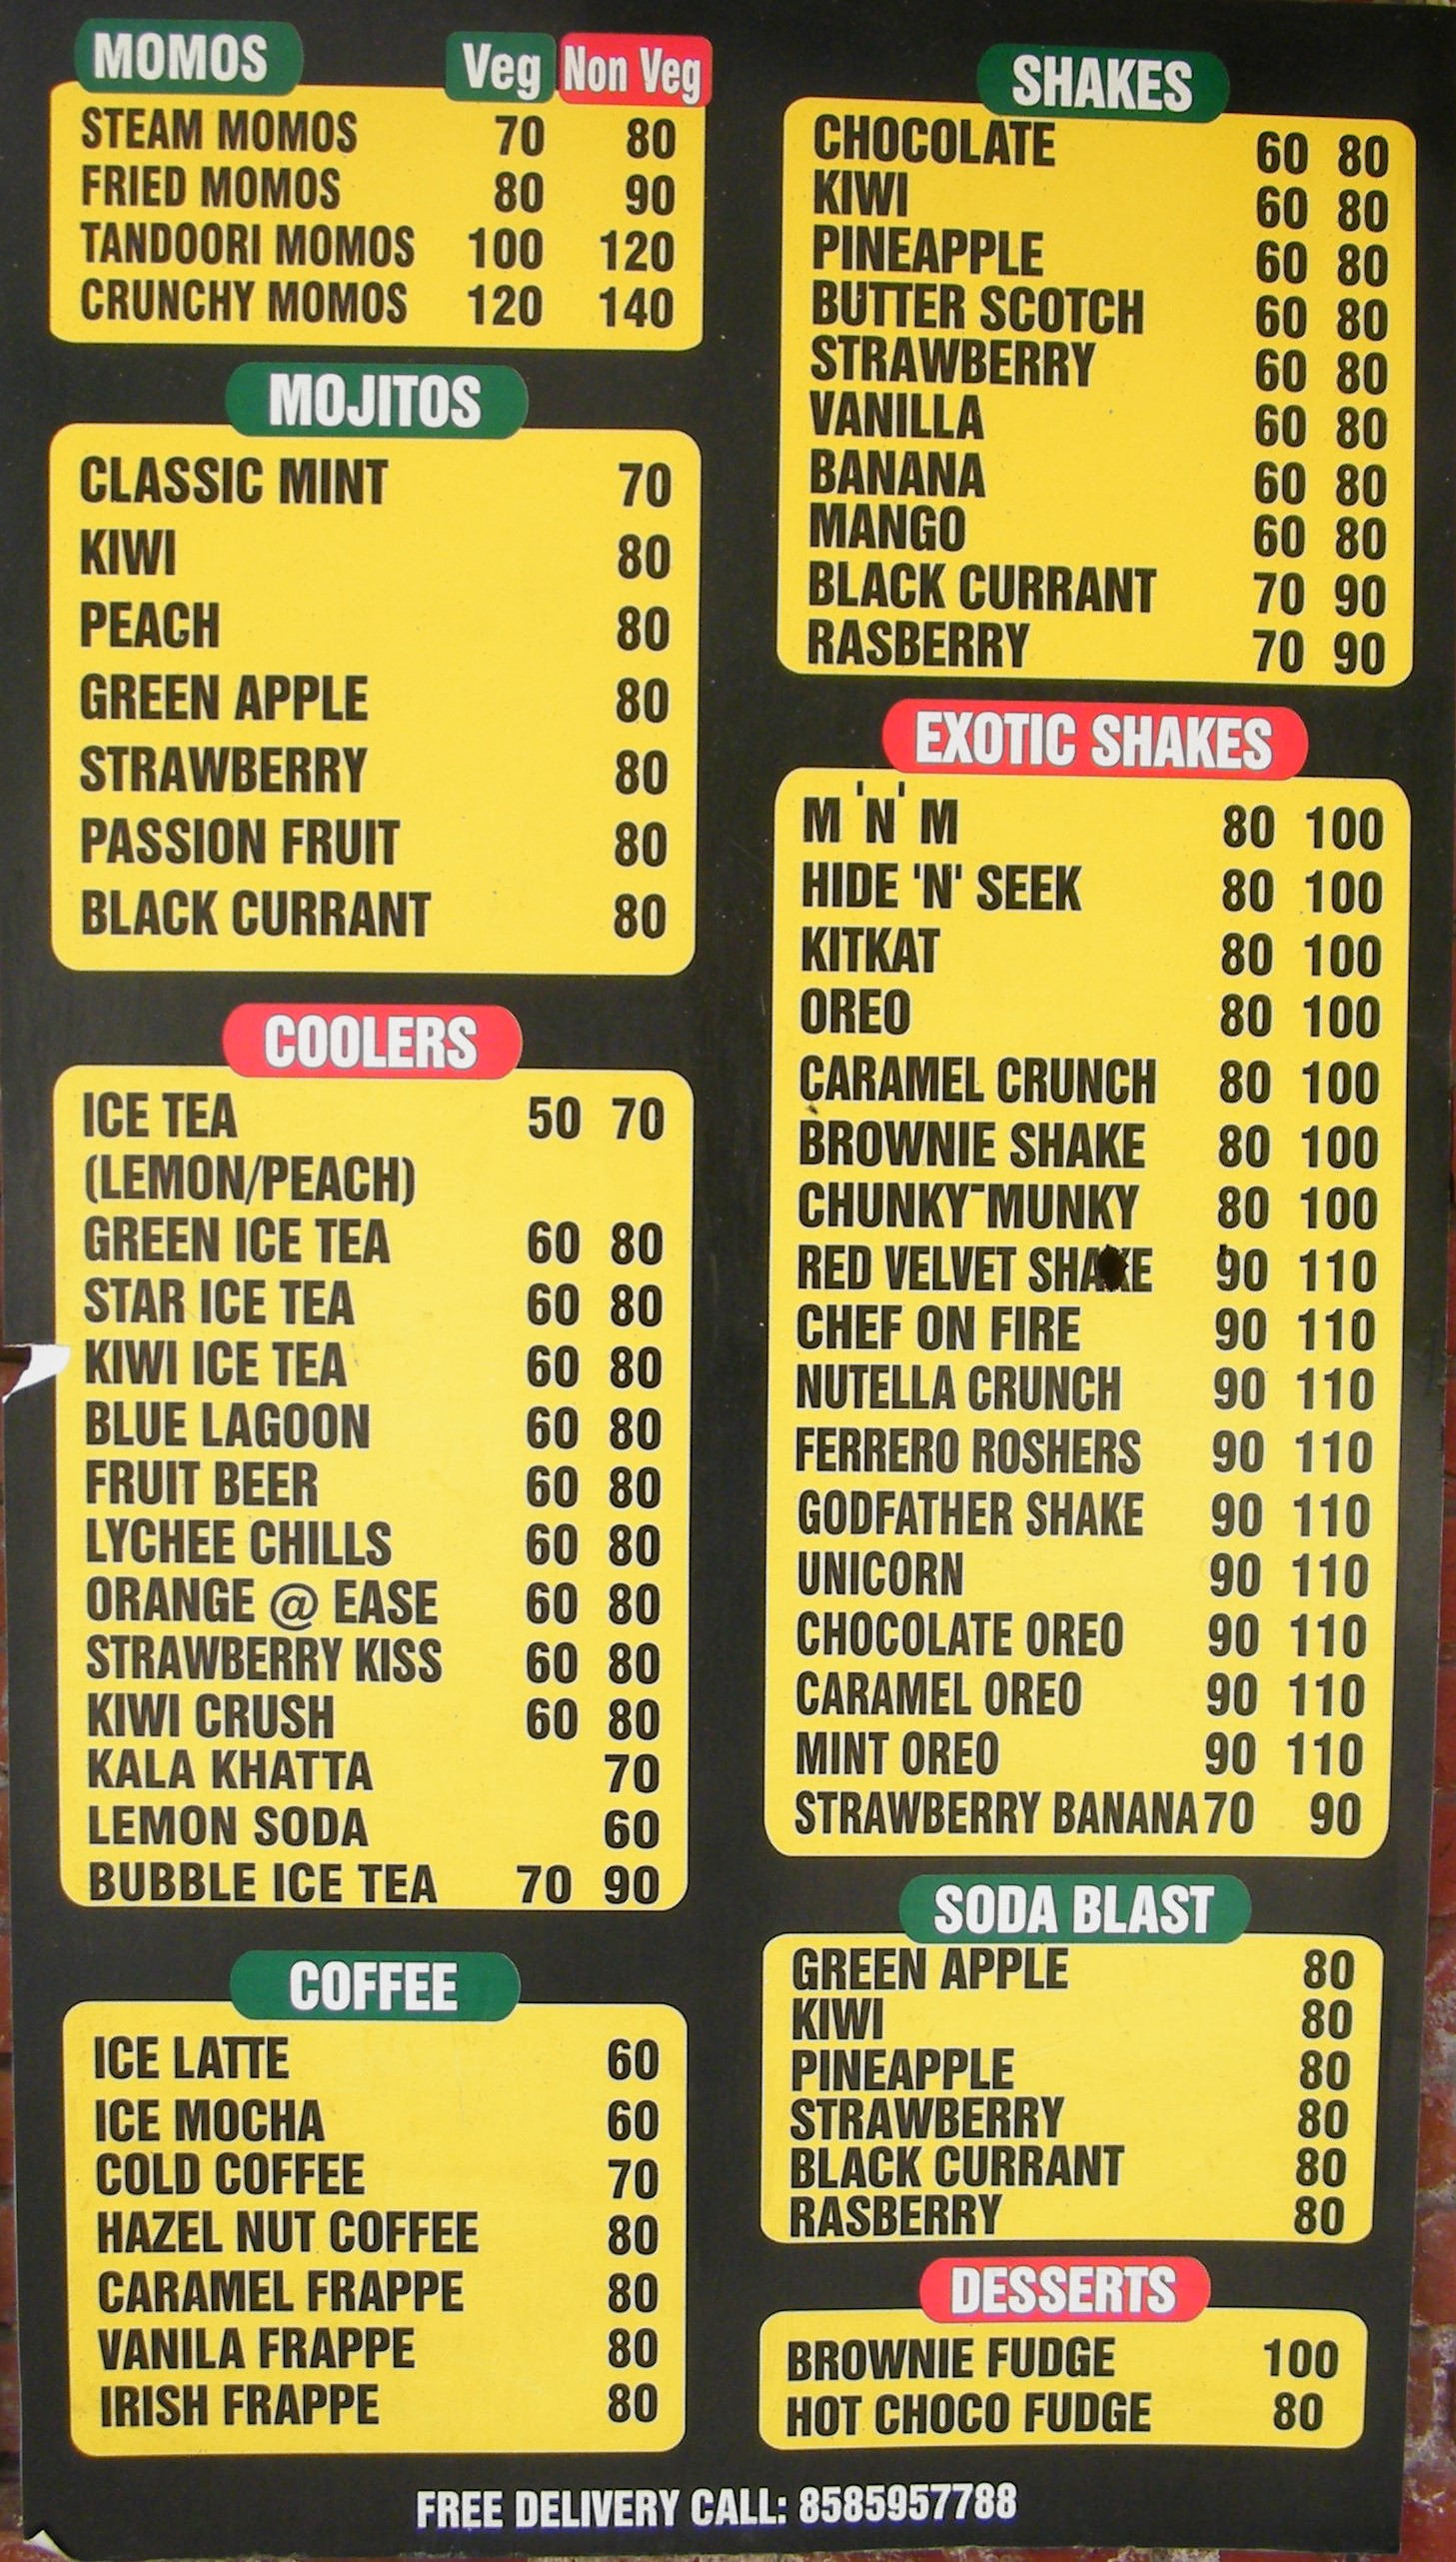 MOMOS Veg Non Veg
STEAM MOMOS 70 80
FRIED MOMOS 80 90
TANDOORI MOMOS 100 120
CRUNCHY MOMOS 120 140
MOJITOS
CLASSIC MINT 70
KIWI 80
PEACH 80
GREEN APPLE 80
STRAWBERRY 80
PASSION FRUIT 80
BLACK CURRANT 80
COOLERS
ICE TEA 50 70
(LEMON/PEACH)
GREEN ICE TEA 60 80
STAR ICE TEA 60 80
KIWI ICE TEA 60 80
BLUE LAGOON 60 80
FRUIT BEER 60 80
LYCHEE CHILLS 60 80
ORANGE @ EASE 60 80
STRAWBERRY KISS 60 80
KIWI CRUSH 60 80
KALA KHATTA 70
LEMON SODA 60
BUBBLE ICE TEA 70 90
COFFEE
ICE LATTE 60
ICE MOCHA 60
COLD COFFEE 70
HAZEL NUT COFFEE 80
CARAMEL FRAPPE 80
VANILA FRAPPE 80
IRISH FRAPPE 80
SHAKES
CHOCOLATE 60 80
KIWI 60 80
PINEAPPLE 60 80
BUTTER SCOTCH 60 80
STRAWBERRY 60 80
VANILLA 60 80
BANANA 60 80
MANGO 60 80
BLACK CURRANT 70 90
RASBERRY 70 90
EXOTIC SHAKES
M 'N' M 80 100
HIDE 'N' SEEK 80 100
KITKAT 80 100
OREO 80 100
CARAMEL CRUNCH 80 100
BROWNIE SHAKE 80 100
CHUNKY-MUNKY 80 100
RED VELVET SHAKE 90 110
CHEF ON FIRE 90 110
NUTELLA CRUNCH 90 110
FERRERO ROSHERS 90 110
GODFATHER SHAKE 90 110
UNICORN 90 110
CHOCOLATE OREO 90 110
CARAMEL OREO 90 110
MINT OREO 90 110
STRAWBERRY BANANA 70 90
SODA BLAST
GREEN APPLE 80
KIWI 80
PINEAPPLE 80
STRAWBERRY 80
BLACK CURRANT 80
RASBERRY 80
DESSERTS
BROWNIE FUDGE 100
HOT CHOCO FUDGE 80
FREE DELIVERY CALL: 8585957788